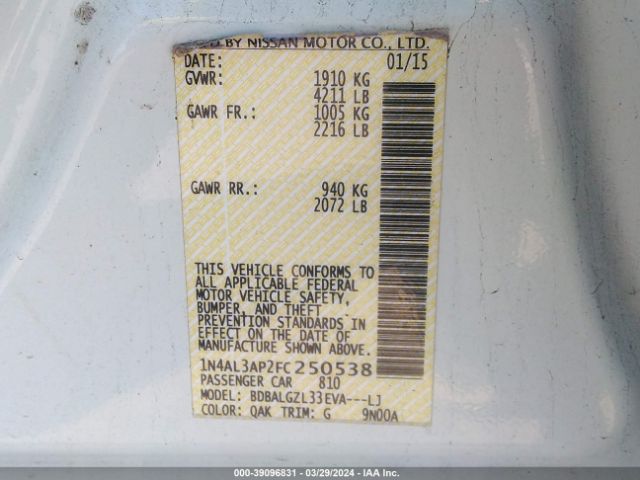 BY NISSAN MOTOR CO., LTD.
DATE: 01/15
GVWR: 1910 KG
4211 LB
GAWR FR.: 1005 KG
2216 LB
GAWR RR.: 940 KG
2072 LB
THIS VEHICLE CONFORMS TO
ALL APPLICABLE FEDERAL
MOTOR VEHICLE SAFETY,
BUMPER, AND THEFT
PREVENTION STANDARDS IN
EFFECT ON THE DATE OF
MANUFACTURE SHOWN ABOVE.
1N4AL3AP2FC250538
PASSENGER CAR 810
MODEL: BDBALGZL33EVA---LJ
COLOR: QAK TRIM: G 9N00A
000-39096831 - 03/29/2024 - IAA Inc.